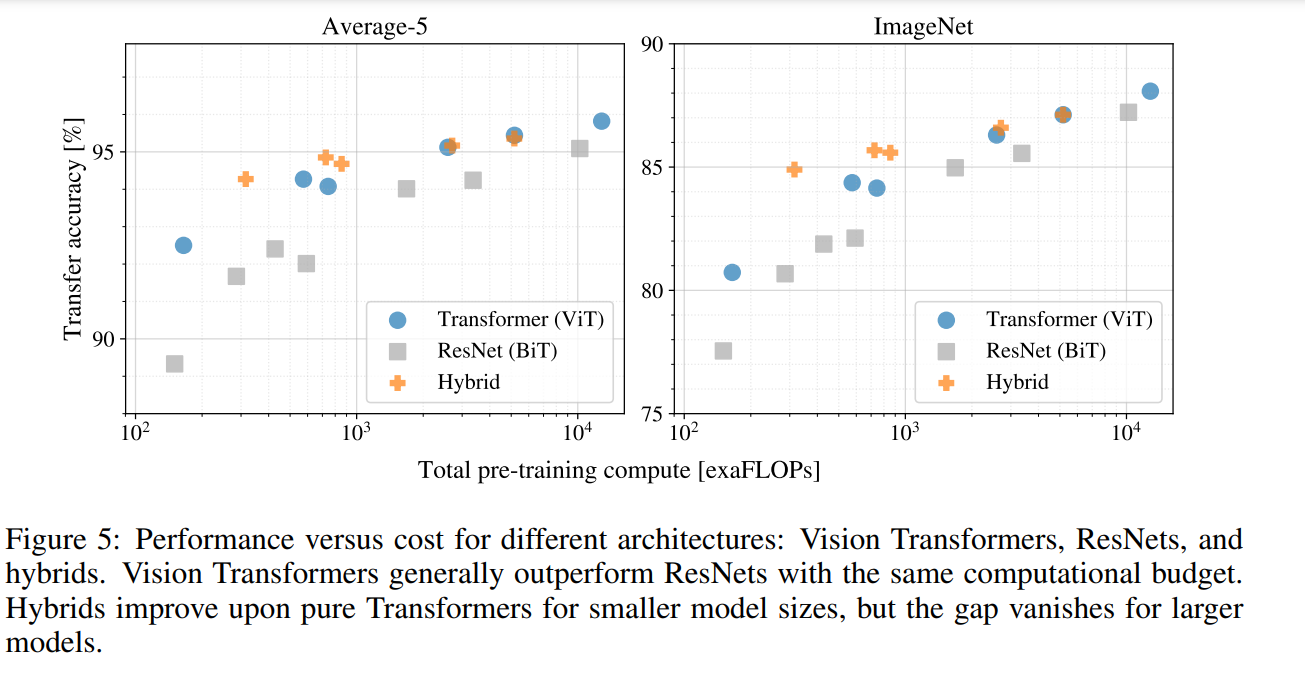 Average-5
ImageNet
Transfer accuracy [%]
95
90
10²
10³
10⁴
Transformer (ViT)
ResNet (BiT)
Hybrid
90
85
80
75
10²
10³
10⁴
Transformer (ViT)
ResNet (BiT)
Hybrid
Total pre-training compute [exaFLOPs]
Figure 5: Performance versus cost for different architectures: Vision Transformers, ResNets, and
hybrids. Vision Transformers generally outperform ResNets with the same computational budget.
Hybrids improve upon pure Transformers for smaller model sizes, but the gap vanishes for larger
models.